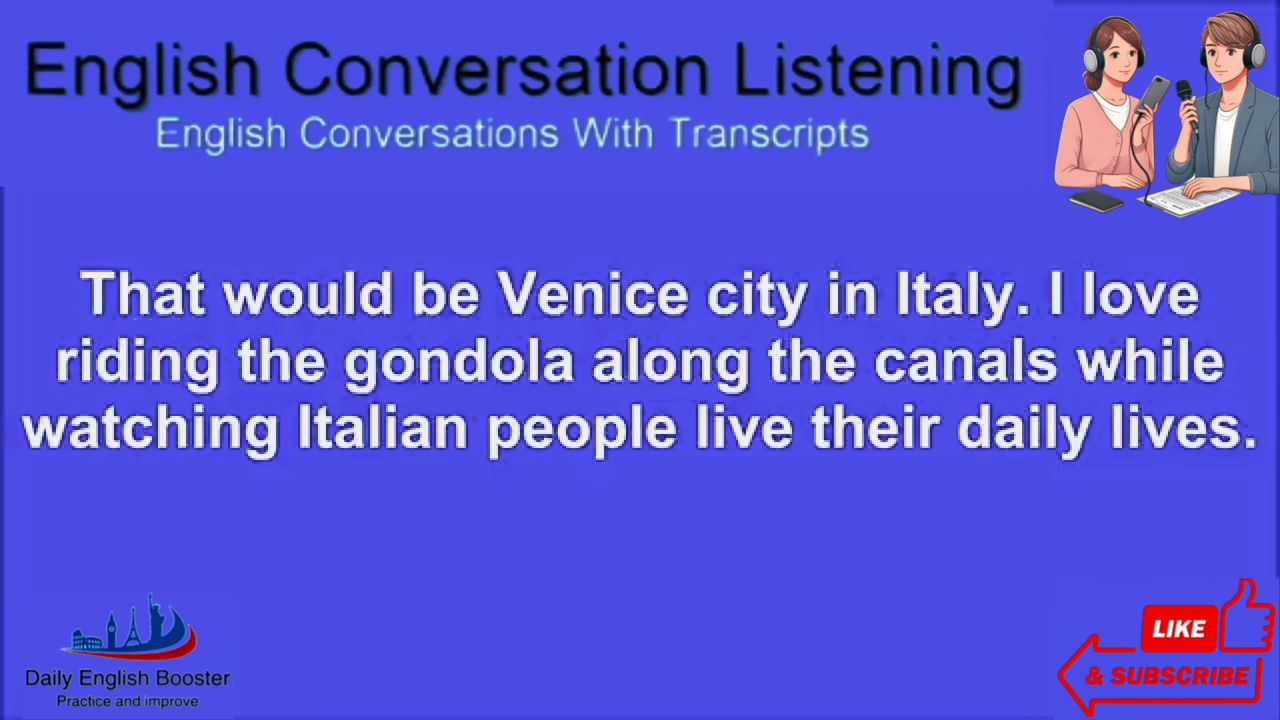 English Conversation Listening
English Conversations With Transcripts
That would be Venice city in Italy. I love
riding the gondola along the canals while
watching Italian people live their daily lives.
Daily English Booster
Practice and improve
LIKE
& SUBSCRIBE